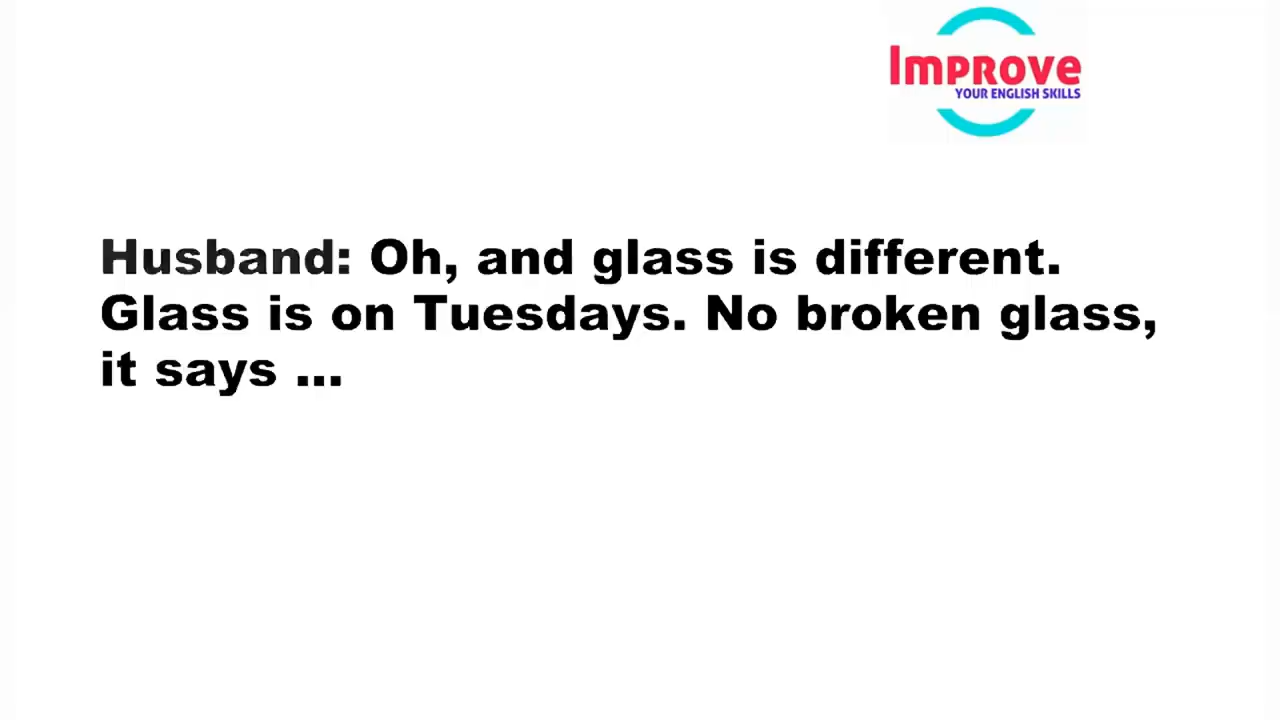 Improve
YOUR ENGLISH SKILLS
Husband: Oh, and glass is different.
Glass is on Tuesdays. No broken glass,
it says ...